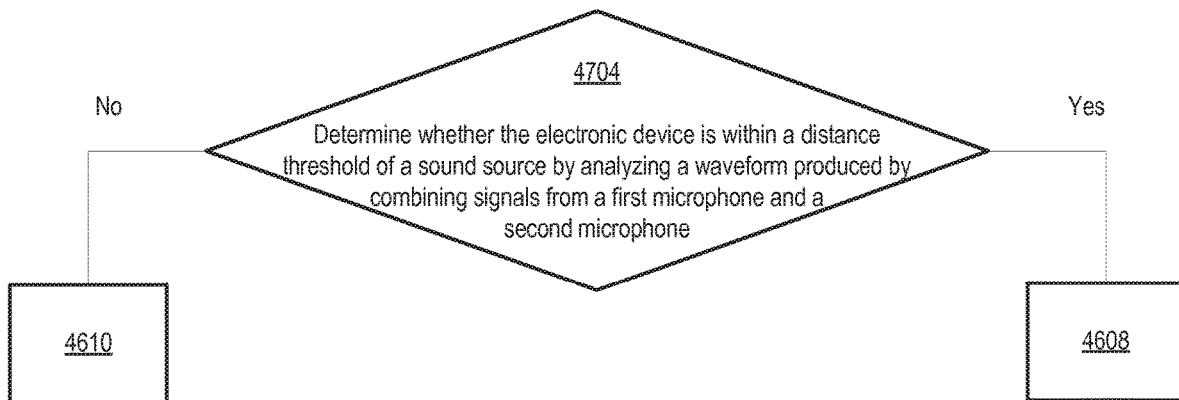 4704
No
Yes
Determine whether the electronic device is within a distance
threshold of a sound source by analyzing a waveform produced by
combining signals from a first microphone and a
second microphone
4610
4608